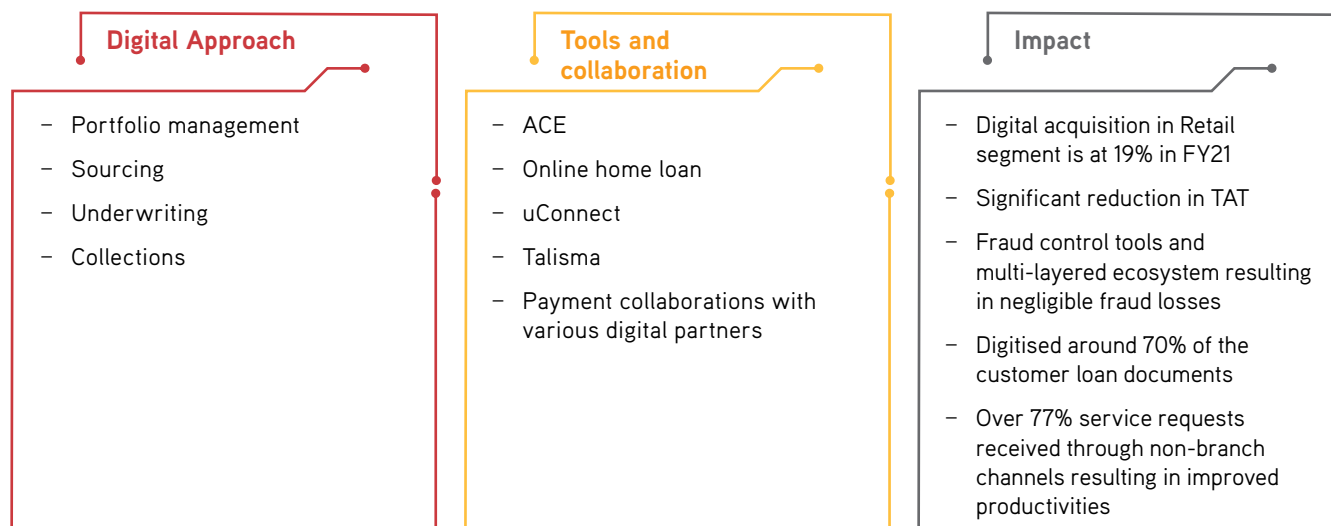 Digital Approach
– Portfolio management
– Sourcing
– Underwriting
– Collections
Tools and
collaboration
– ACE
– Online home loan
– uConnect
– Talisma
– Payment collaborations with
various digital partners
Impact
– Digital acquisition in Retail
segment is at 19% in FY21
– Significant reduction in TAT
– Fraud control tools and
multi-layered ecosystem resulting
in negligible fraud losses
– Digitised around 70% of the
customer loan documents
– Over 77% service requests
received through non-branch
channels resulting in improved
productivities